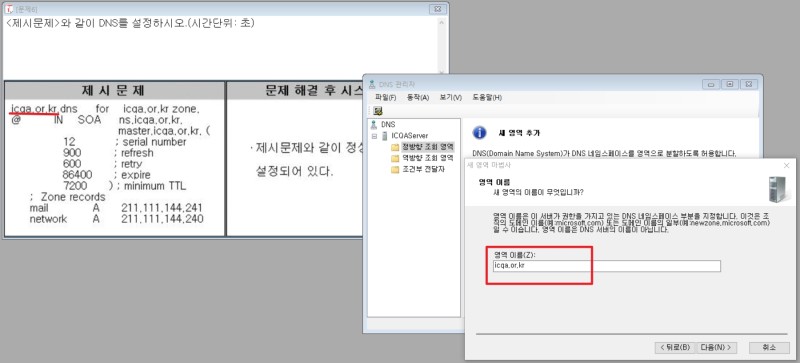 [문제6]
<제시문제>와 같이 DNS를 설정하시오.(시간단위: 초)
제 시 문 제
문제 해결 후 시스
icqa.or.kr.dns for icqa.or.kr zone.
@ IN SOA ns.icqa.or.kr.
master.icqa.or.kr. (
12 ; serial number
900 ; refresh
600 ; retry
86400 ; expire
7200 ) ; minimum TTL
; Zone records
mail A 211.111.144.241
network A 211.111.144.240
·제시문제와 같이 정상
설정되어 있다.
DNS 관리자
파일(F) 동작(A) 보기(V) 도움말(H)
DNS
ICQAServer
정방향 조회 영역
역방향 조회 영역
조건부 전달자
새 영역 추가
DNS(Domain Name System)가 DNS 네임스페이스를 영역으로 분할하도록 허용합니다.
새 영역 마법사
영역 이름
새 영역의 이름이 무엇입니까?
영역 이름은 이 서버가 권한을 가지고 있는 DNS 네임스페이스 부분을 지정합니다. 이것은 조
직의 도메인 이름(예:microsoft.com) 또는 도메인 이름의 일부(예:newzone.microsoft.com)
일 수 있습니다. 영역 이름은 DNS 서버의 이름이 아닙니다.
영역 이름(Z):
icqa.or.kr
< 뒤로(B) 다음(N) > 취소